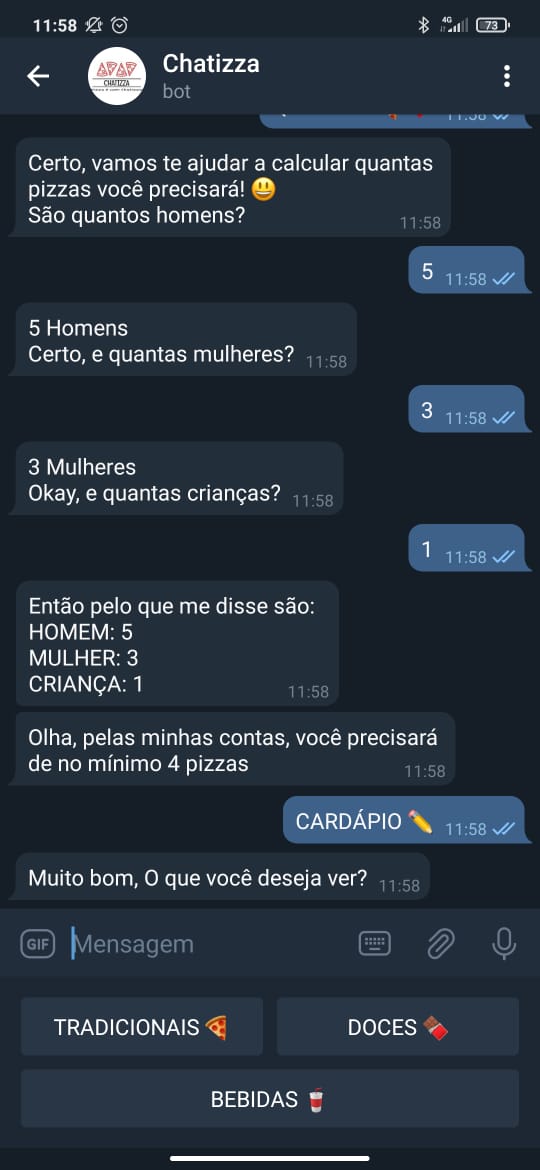 11:58
4G
73
Chatizza
CHATIZZA
bot
11:58
Certo, vamos te ajudar a calcular quantas
pizzas você precisará! 😃
São quantos homens?
11:58
5 11:58
5 Homens
Certo, e quantas mulheres? 11:58
3 11:58
3 Mulheres
Okay, e quantas crianças? 11:58
1 11:58
Então pelo que me disse são:
HOMEM: 5
MULHER: 3
CRIANÇA: 1
11:58
Olha, pelas minhas contas, você precisará
de no mínimo 4 pizzas
11:58
CARDÁPIO ✏️ 11:58
Muito bom, O que você deseja ver? 11:58
GIF Mensagem
TRADICIONAIS 🍕
DOCES 🍫
BEBIDAS 🥤